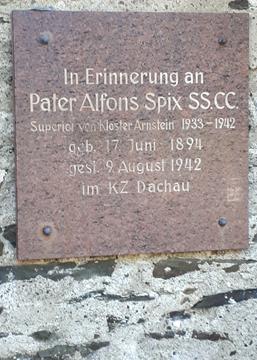 In Erinnerung an
Pater Alfons Spix SS.CC.
Superior von Kloster Arnstein 1933–1942
geb. 17. Juni 1894
gest. 9. August 1942
im KZ Dachau